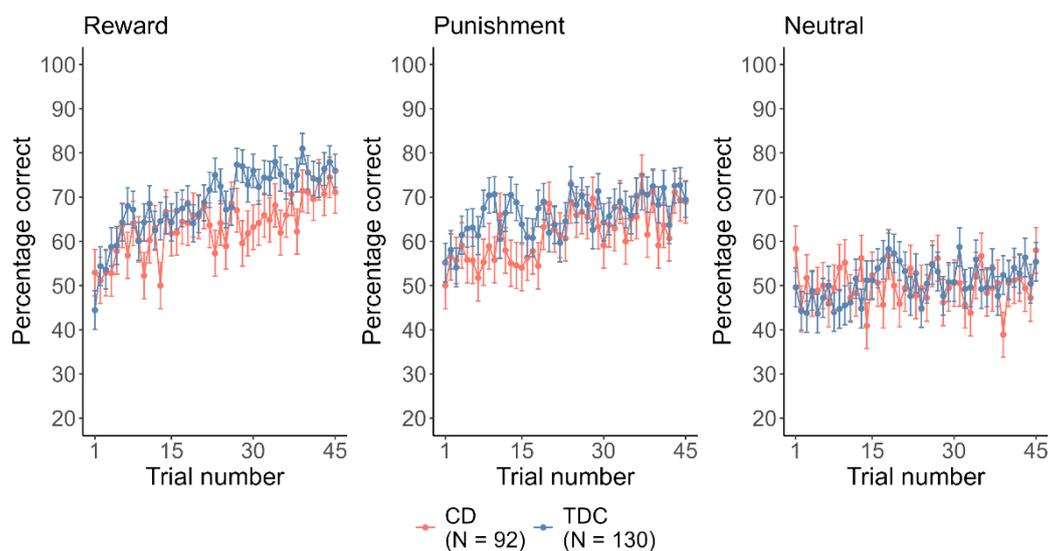 Reward
Punishment
Neutral
Percentage correct
100
90
80
70
60
50
40
30
20
1 15 30 45
Trial number
Percentage correct
100
90
80
70
60
50
40
30
20
1 15 30 45
Trial number
Percentage correct
100
90
80
70
60
50
40
30
20
1 15 30 45
Trial number
CD
(N = 92)
TDC
(N = 130)